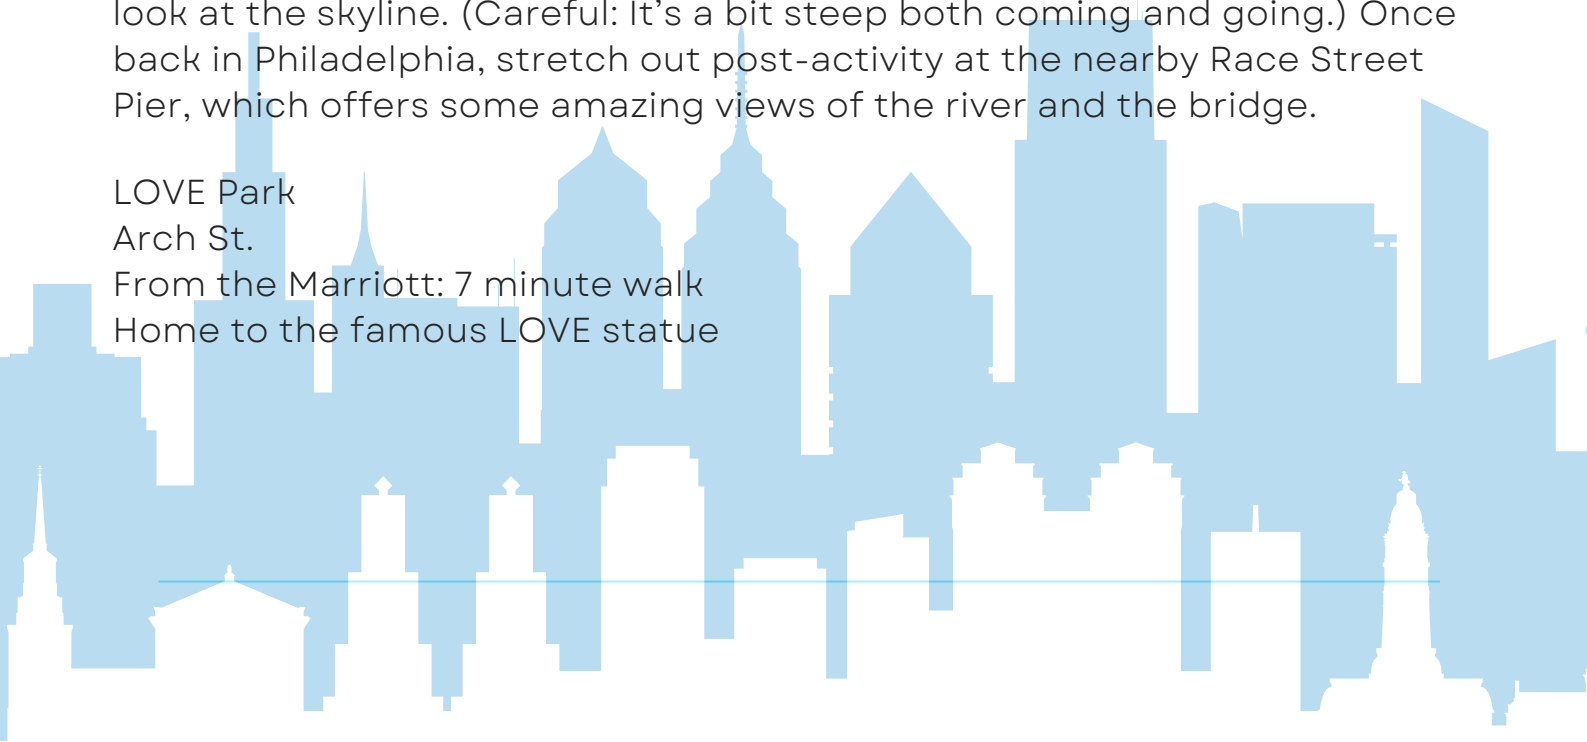 look at the skyline. (Careful: It's a bit steep both coming and going.) Once
back in Philadelphia, stretch out post-activity at the nearby Race Street
Pier, which offers some amazing views of the river and the bridge.
LOVE Park
Arch St.
From the Marriott: 7 minute walk
Home to the famous LOVE statue